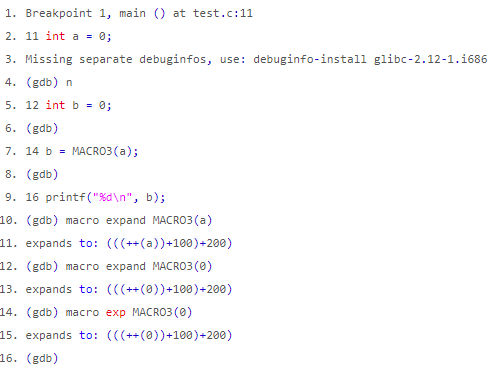 1. Breakpoint 1, main () at test.c:11
2. 11 int a = 0;
3. Missing separate debuginfos, use: debuginfo-install glibc-2.12-1.i686
4. (gdb) n
5. 12 int b = 0;
6. (gdb)
7. 14 b = MACRO3(a);
8. (gdb)
9. 16 printf("%d\n", b);
10. (gdb) macro expand MACRO3(a)
11. expands to: (((++(a))+100)+200)
12. (gdb) macro expand MACRO3(0)
13. expands to: (((++(0))+100)+200)
14. (gdb) macro exp MACRO3(0)
15. expands to: (((++(0))+100)+200)
16. (gdb)